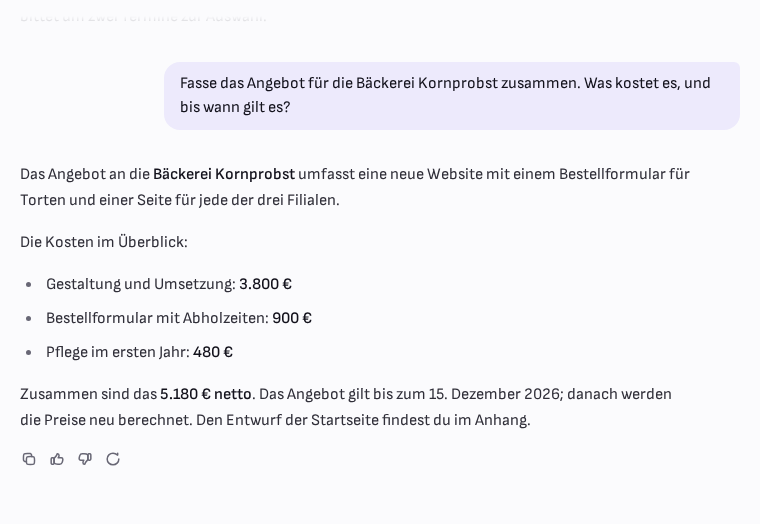 Fasse das Angebot für die Bäckerei Kornprobst zusammen. Was kostet es, und
bis wann gilt es?
Das Angebot an die Bäckerei Kornprobst umfasst eine neue Website mit einem Bestellformular für
Torten und einer Seite für jede der drei Filialen.
Die Kosten im Überblick:
Gestaltung und Umsetzung: 3.800 €
Bestellformular mit Abholzeiten: 900 €
Pflege im ersten Jahr: 480 €
Zusammen sind das 5.180 € netto. Das Angebot gilt bis zum 15. Dezember 2026; danach werden
die Preise neu berechnet. Den Entwurf der Startseite findest du im Anhang.